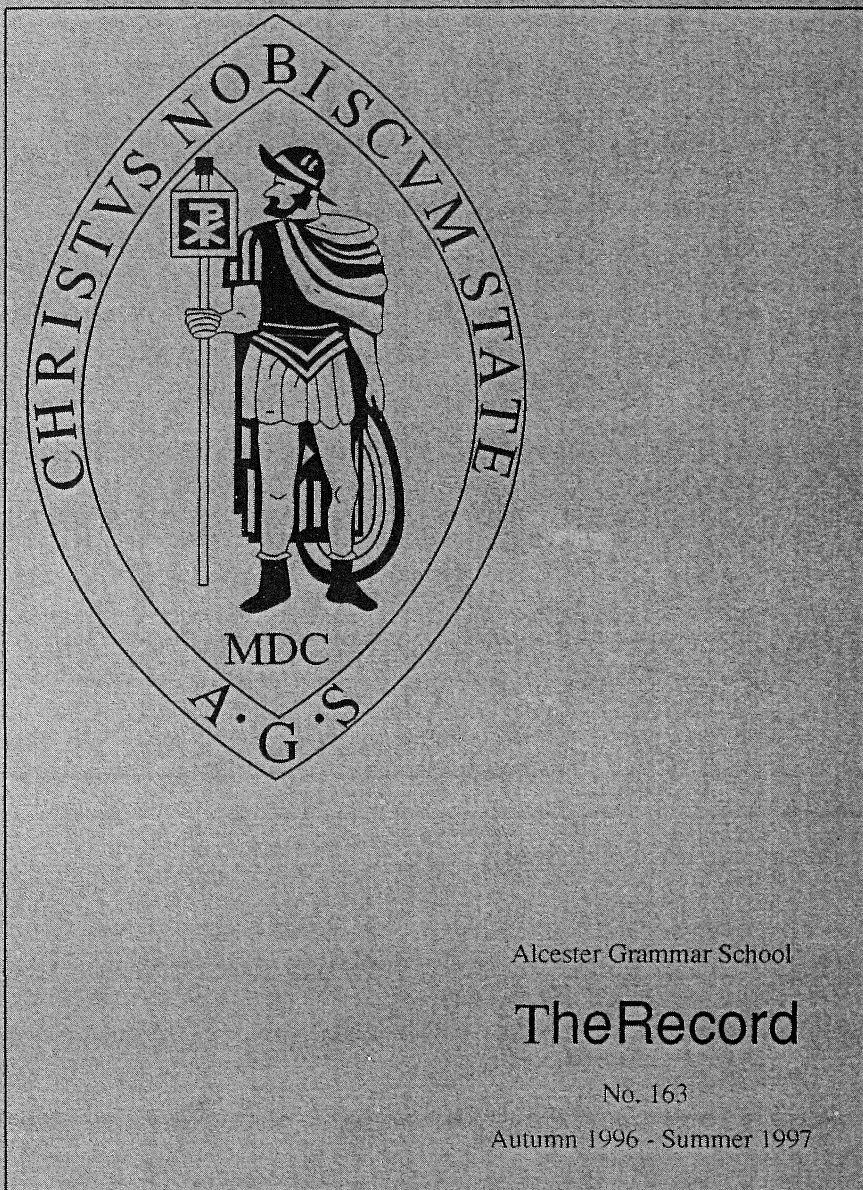 CHRISTVS NOBISCVM STATE
MDC
A·G·S
Alcester Grammar School
TheRecord
No. 163
Autumn 1996 - Summer 1997